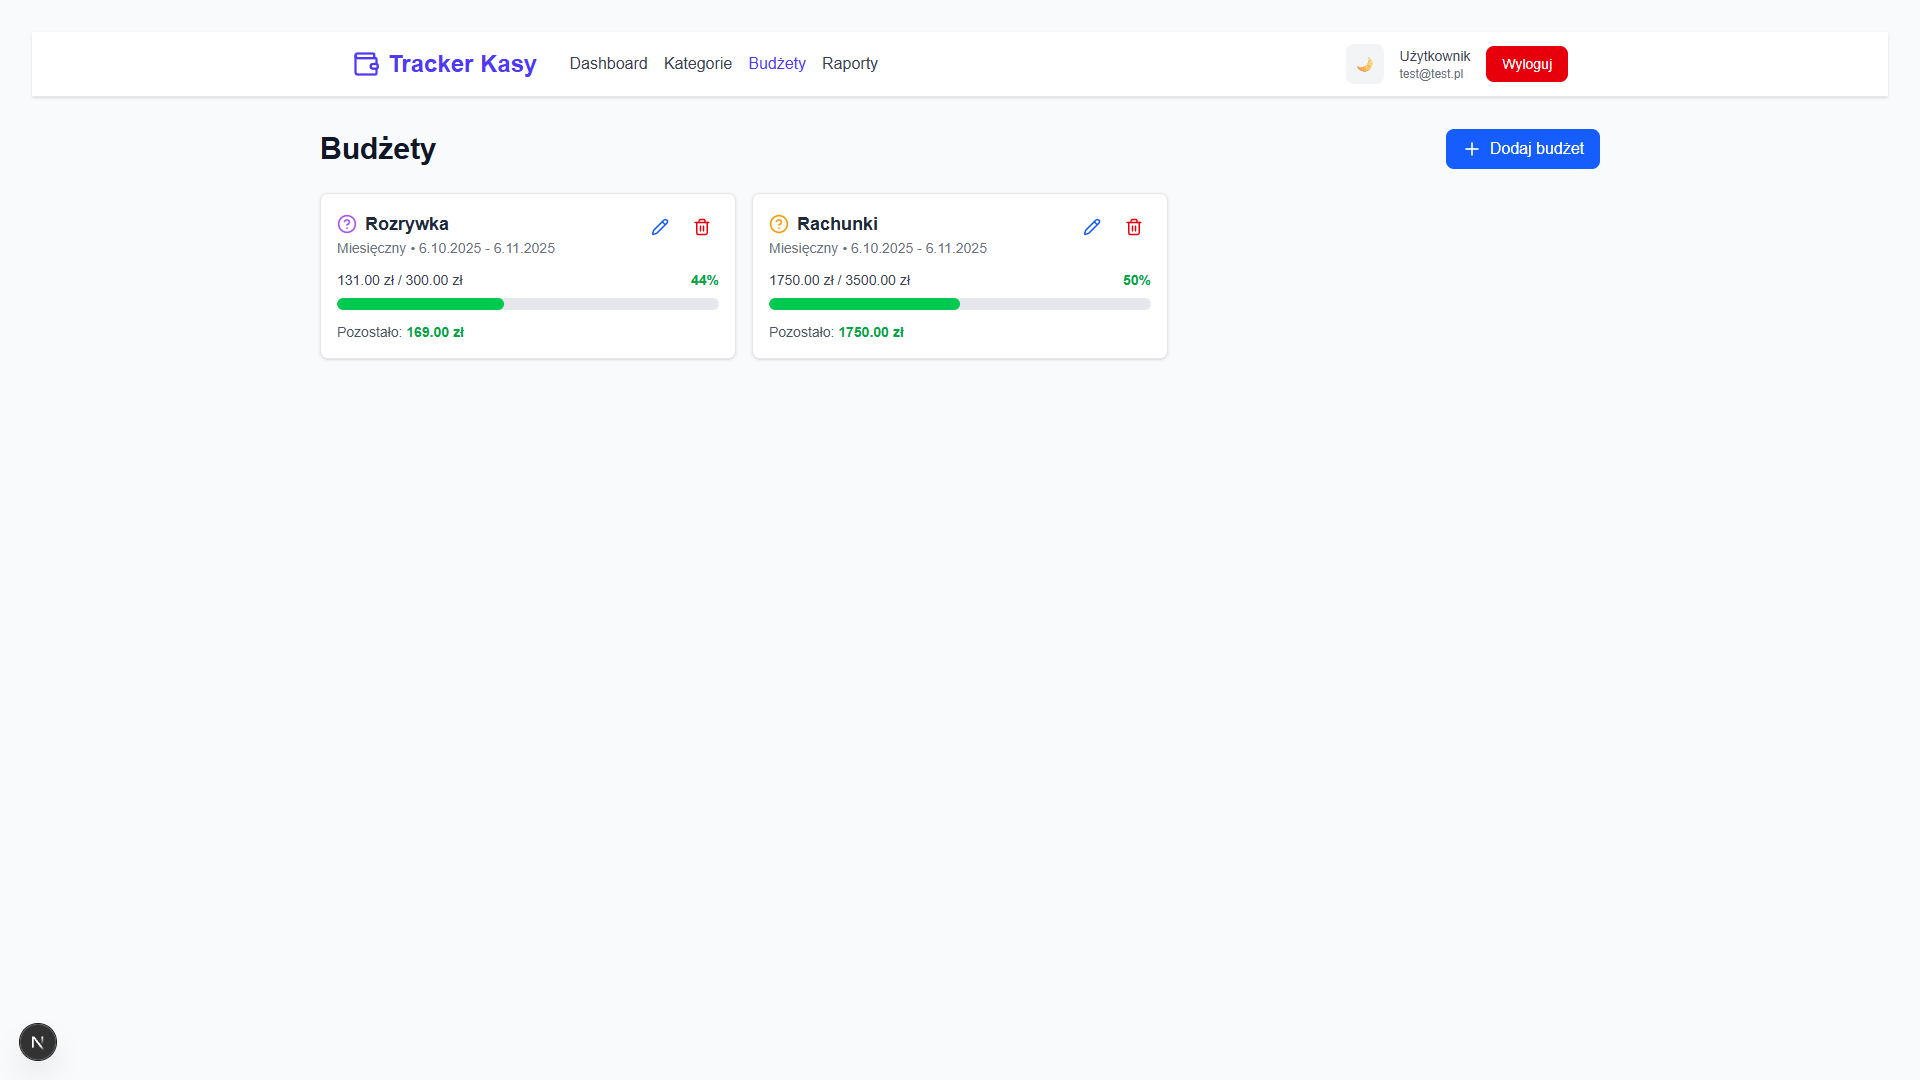 Tracker Kasy
Dashboard Kategorie Budżety Raporty
Użytkownik
test@test.pl
Wyloguj
Budżety
Dodaj budżet
Rozrywka
Miesięczny • 6.10.2025 - 6.11.2025
131.00 zł / 300.00 zł 44%
Pozostało: 169.00 zł
Rachunki
Miesięczny • 6.10.2025 - 6.11.2025
1750.00 zł / 3500.00 zł 50%
Pozostało: 1750.00 zł
N